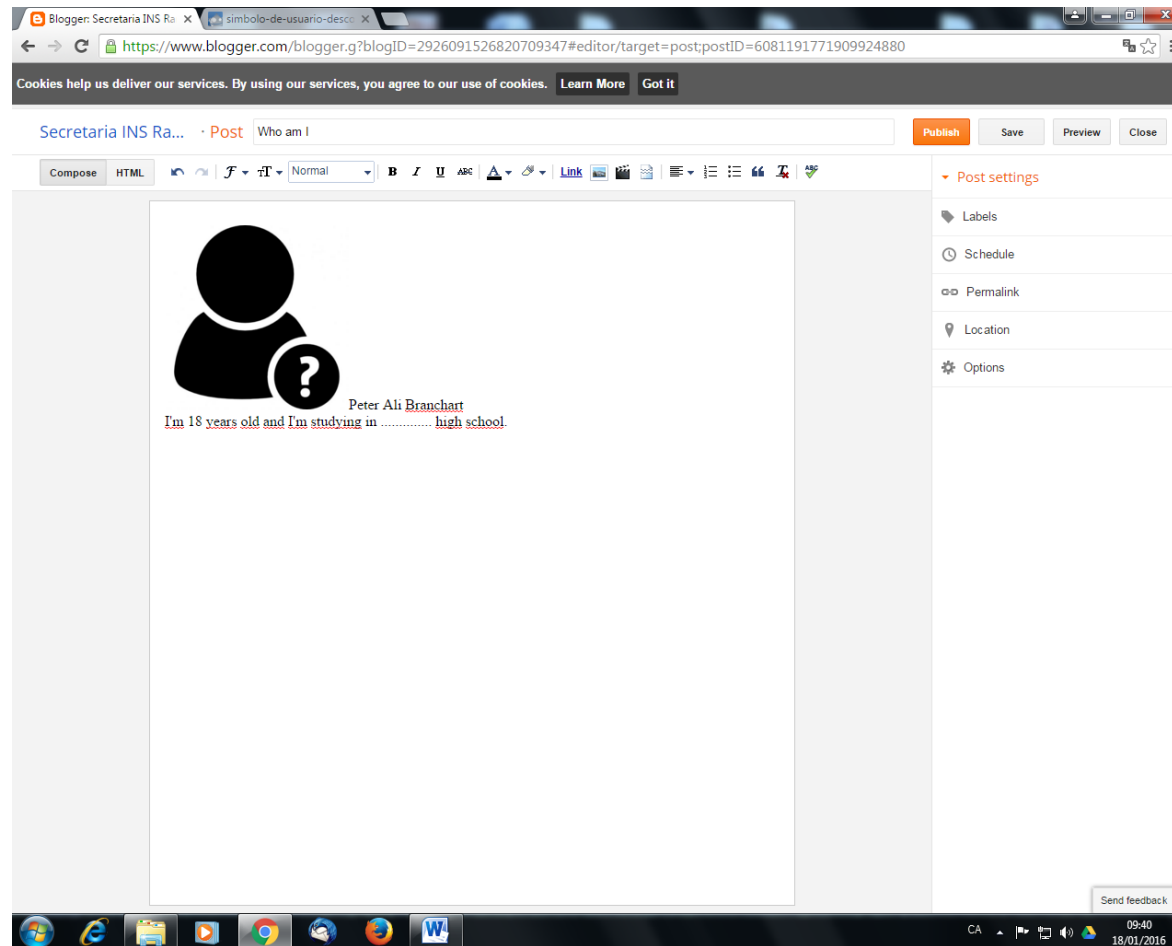 Blogger: Secretaria INS Ra
simbolo-de-usuario-desco
https://www.blogger.com/blogger.g?blogID=2926091526820709347#editor/target=post;postID=6081191771909924880
Cookies help us deliver our services. By using our services, you agree to our use of cookies. Learn More Got it
Secretaria INS Ra... · Post Who am I Publish Save Preview Close
Compose HTML Normal B I U ABC A Link ABC
Post settings
Labels
Schedule
Permalink
Location
Options
?
Peter Ali Branchart
I'm 18 years old and I'm studying in .............. high school.
Send feedback
CA 09:40
18/01/2016